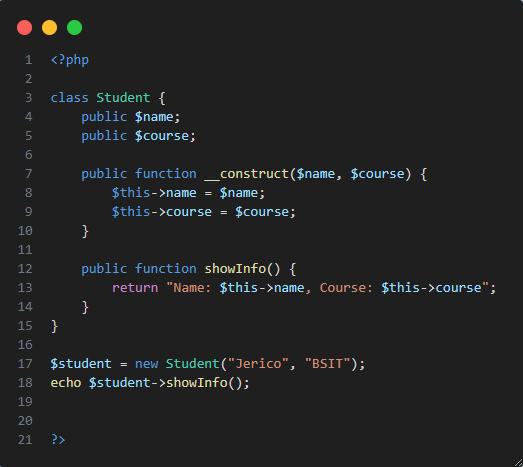 1 <?php
2
3 class Student {
4     public $name;
5     public $course;
6
7     public function __construct($name, $course) {
8         $this->name = $name;
9         $this->course = $course;
10     }
11
12     public function showInfo() {
13         return "Name: $this->name, Course: $this->course";
14     }
15 }
16
17 $student = new Student("Jerico", "BSIT");
18 echo $student->showInfo();
19
20
21 ?>